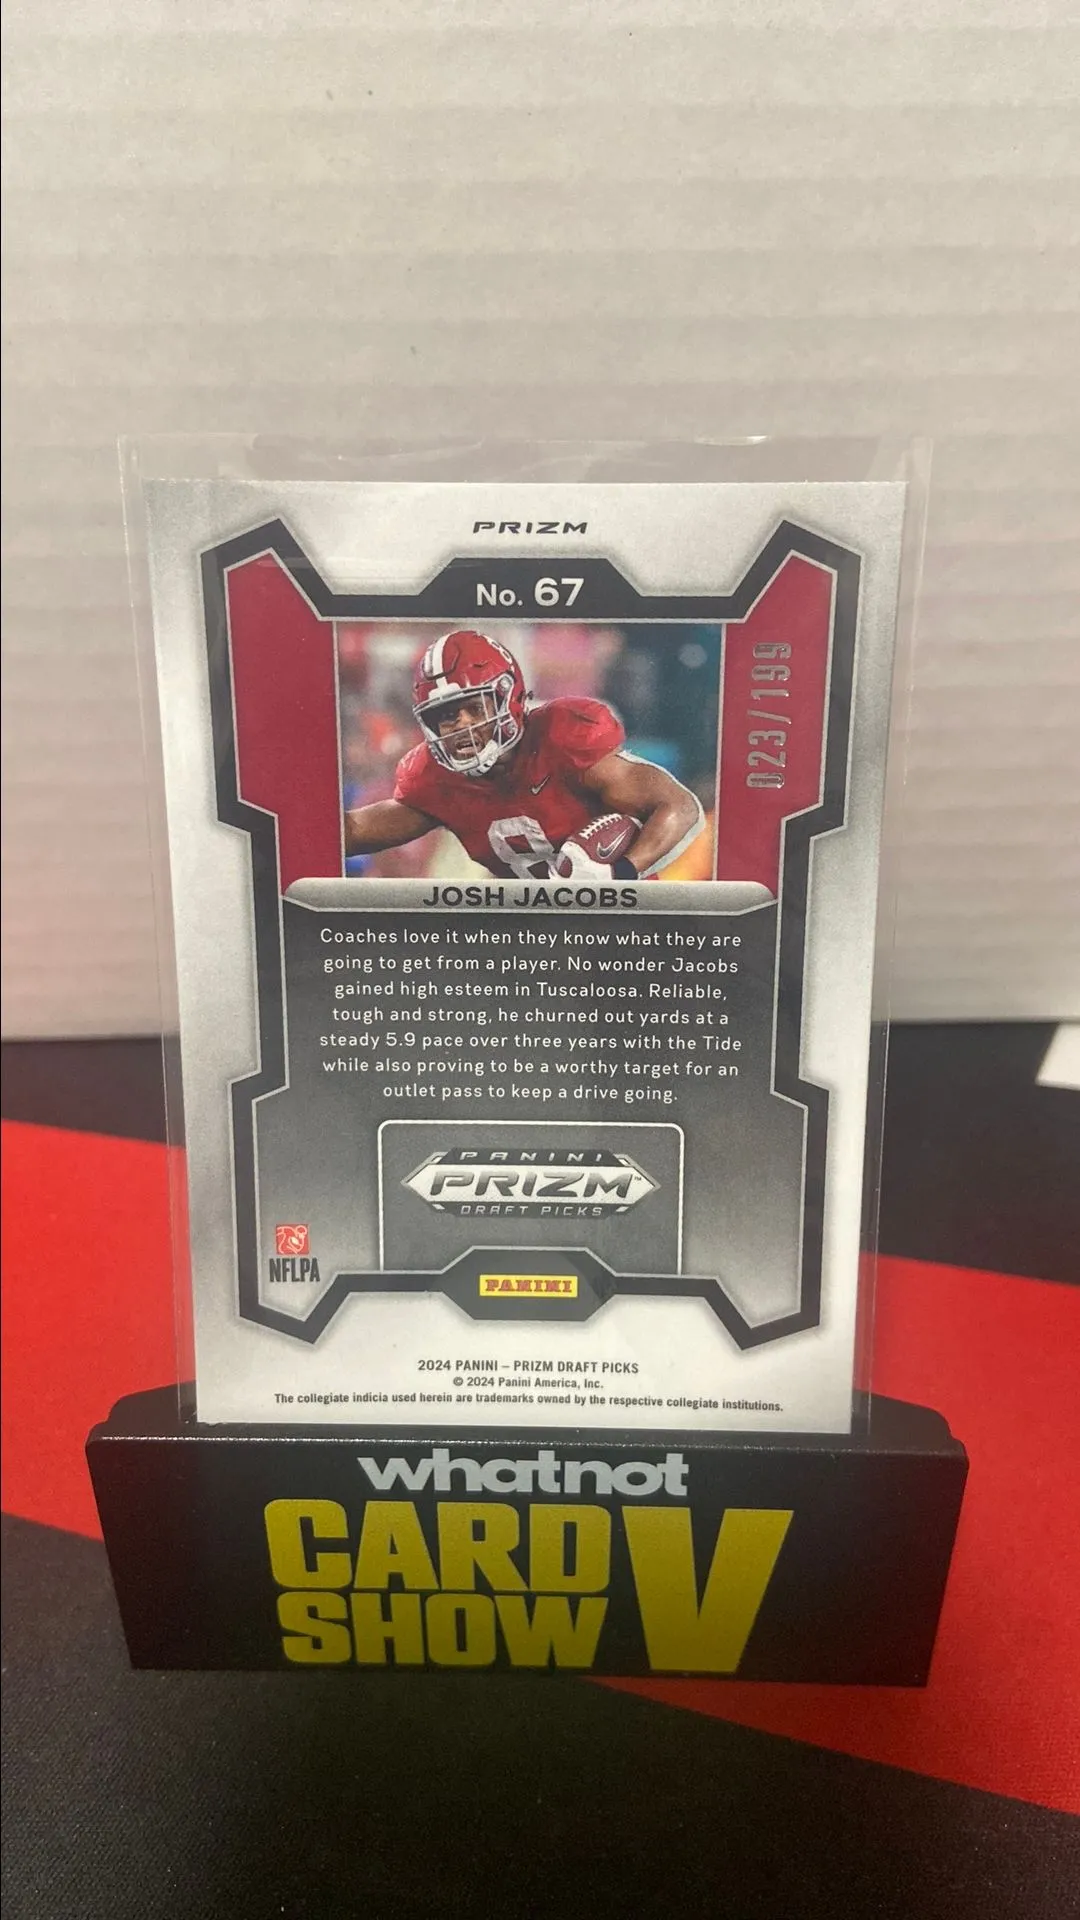 PRIZM
No. 67
023/199
8
JOSH JACOBS
Coaches love it when they know what they are
going to get from a player. No wonder Jacobs
gained high esteem in Tuscaloosa. Reliable,
tough and strong, he churned out yards at a
steady 5.9 pace over three years with the Tide
while also proving to be a worthy target for an
outlet pass to keep a drive going.
PANINI
PRIZM™
DRAFT PICKS
NFLPA
PANINI
2024 PANINI – PRIZM DRAFT PICKS
© 2024 Panini America, Inc.
The collegiate indicia used herein are trademarks owned by the respective collegiate institutions.
whatnot
CARD
SHOW V